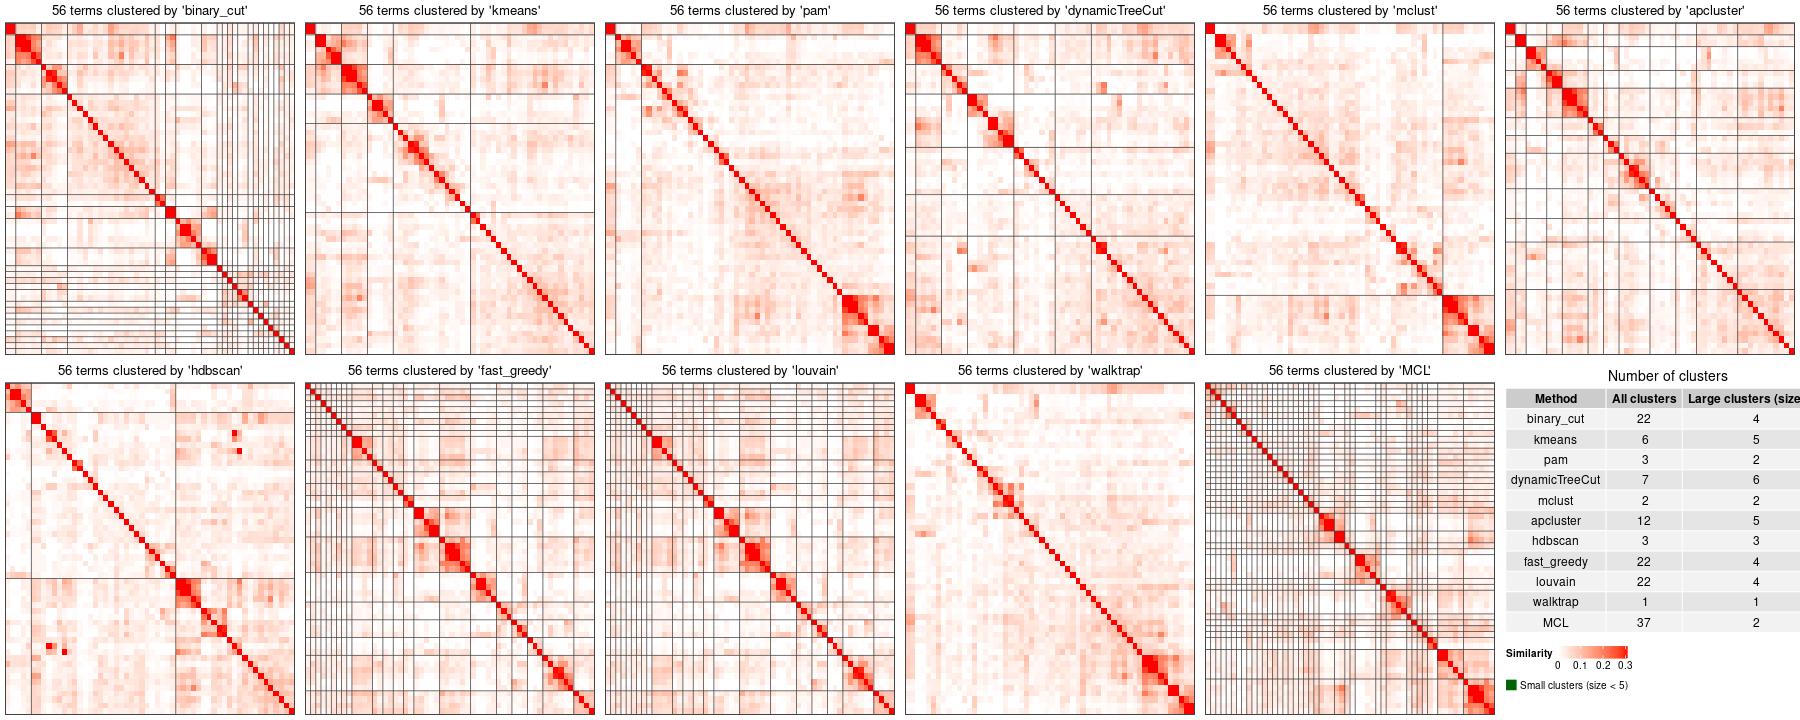 56 terms clustered by 'binary_cut'
56 terms clustered by 'kmeans'
56 terms clustered by 'pam'
56 terms clustered by 'dynamicTreeCut'
56 terms clustered by 'mclust'
56 terms clustered by 'apcluster'
56 terms clustered by 'hdbscan'
56 terms clustered by 'fast_greedy'
56 terms clustered by 'louvain'
56 terms clustered by 'walktrap'
56 terms clustered by 'MCL'
Number of clusters
Method All clusters Large clusters (size
binary_cut 22 4
kmeans 6 5
pam 3 2
dynamicTreeCut 7 6
mclust 2 2
apcluster 12 5
hdbscan 3 3
fast_greedy 22 4
louvain 22 4
walktrap 1 1
MCL 37 2
Similarity
0 0.1 0.2 0.3
Small clusters (size < 5)